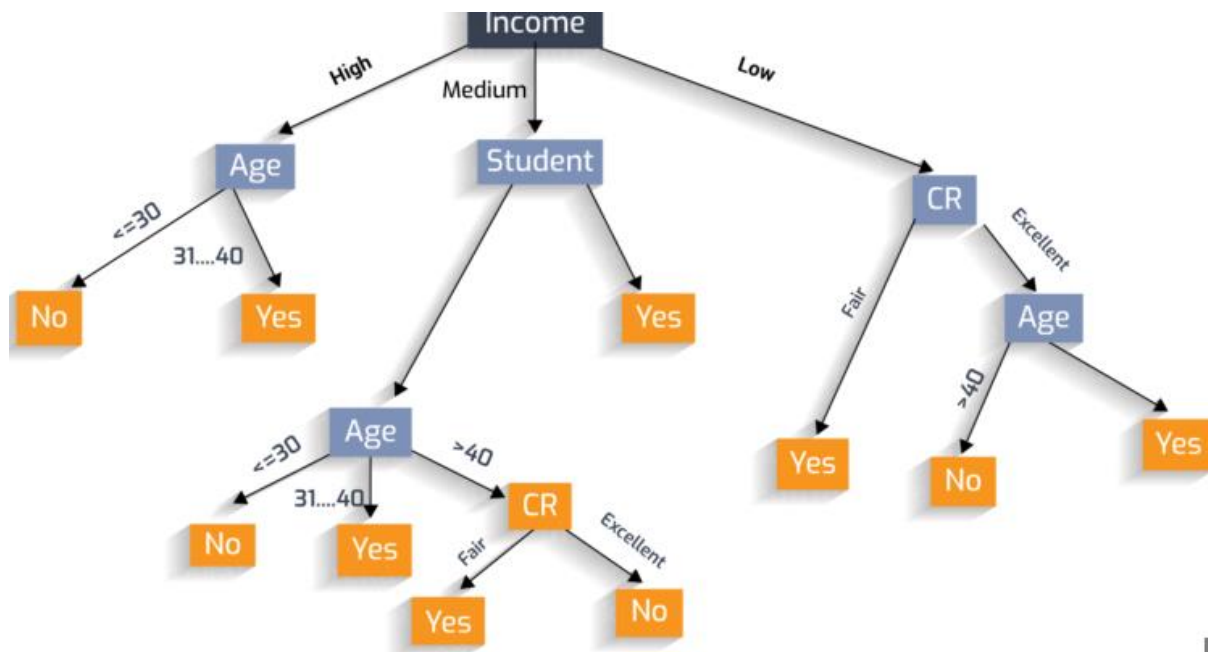 Income
High
Medium
Low
Age
Student
CR
<=30
31....40
Excellent
Fair
No
Yes
Yes
Age
>40
Age
<=30
31....40
>40
Yes
No
Yes
CR
No
Yes
Fair
Excellent
Yes
No